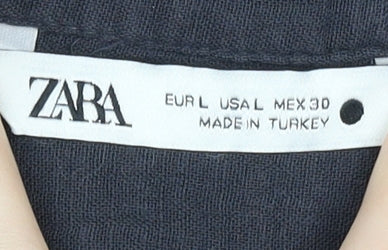 ZARA
EUR L USA L MEX 30
MADE IN TURKEY